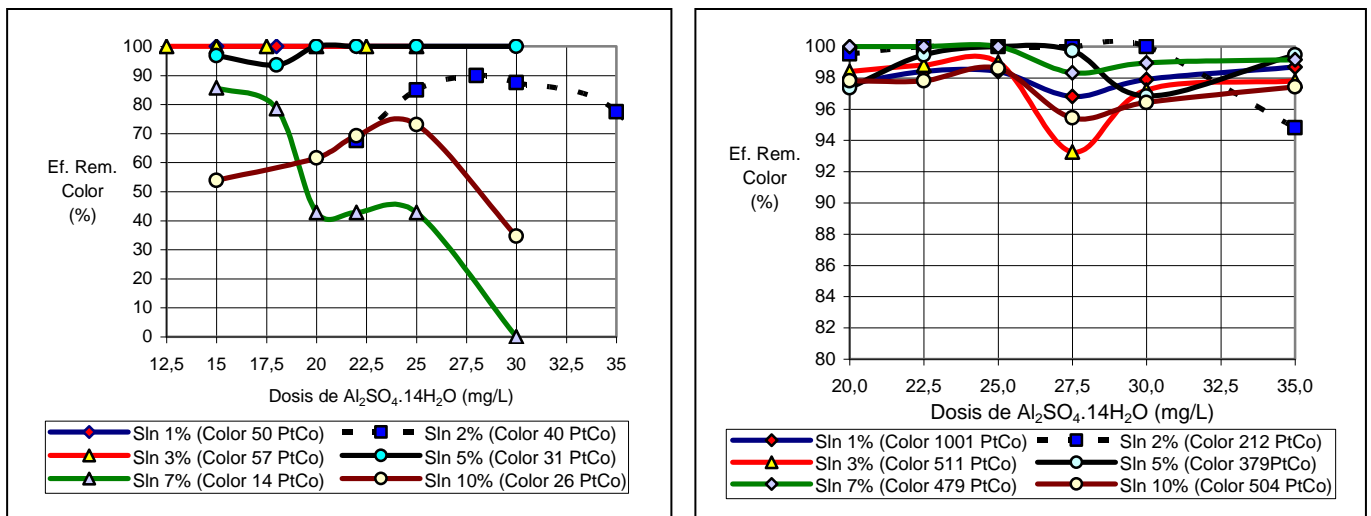 100
90
80
70
60
50
40
30
20
10
0
Ef. Rem.
Color
(%)
12,5 15 17,5 20 22,5 25 27,5 30 32,5 35
Dosis de Al₂SO₄.14H₂O (mg/L)
Sln 1% (Color 50 PtCo) Sln 2% (Color 40 PtCo)
Sln 3% (Color 57 PtCo) Sln 5% (Color 31 PtCo)
Sln 7% (Color 14 PtCo) Sln 10% (Color 26 PtCo)
100
98
96
94
92
90
88
86
84
82
80
Ef. Rem.
Color
(%)
20,0 22,5 25,0 27,5 30,0 32,5 35,0
Dosis de Al₂SO₄.14H₂O (mg/L)
Sln 1% (Color 1001 PtCo) Sln 2% (Color 212 PtCo)
Sln 3% (Color 511 PtCo) Sln 5% (Color 379PtCo)
Sln 7% (Color 479 PtCo) Sln 10% (Color 504 PtCo)